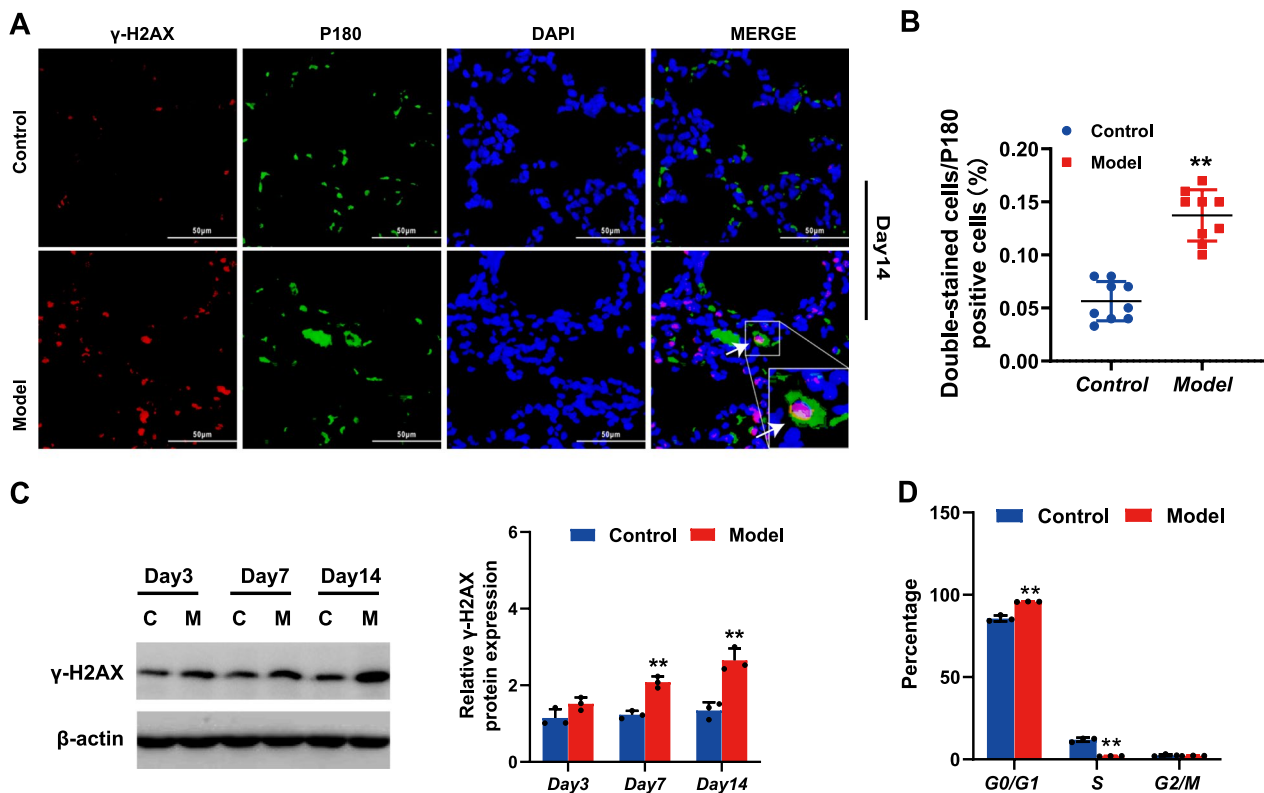 A
γ-H2AX P180 DAPI MERGE
Control
50μm 50μm 50μm 50μm
Model
50μm 50μm 50μm 50μm
Day14
B
Control
Model
Double-stained cells/P180
positive cells (%)
0.20
0.15
0.10
0.05
0.00
**
Control Model
C
Day3 Day7 Day14
C M C M C M
γ-H2AX
β-actin
Control Model
Relative γ-H2AX
protein expression
6
4
2
0
**
**
Day3 Day7 Day14
D
Control Model
Percentage
150
100
50
0
**
**
G0/G1 S G2/M